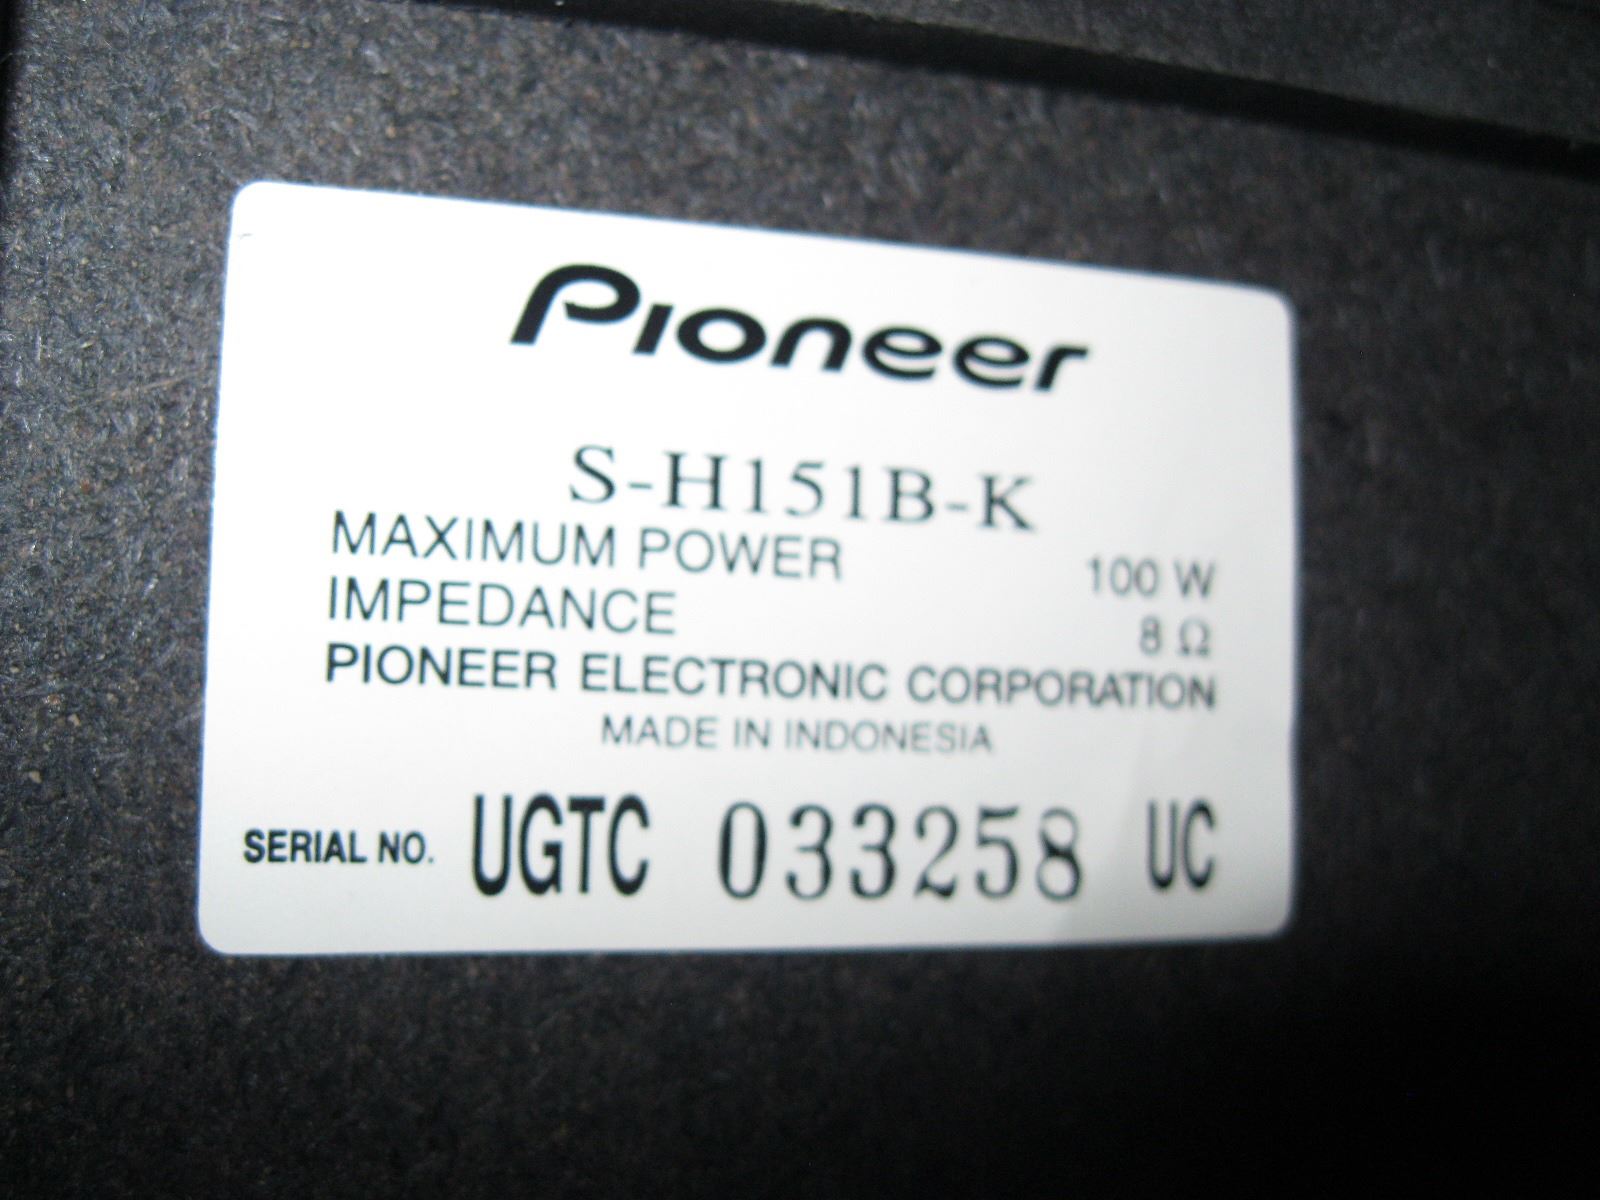 Pioneer
S-H151B-K
MAXIMUM POWER 100 W
IMPEDANCE 8 Ω
PIONEER ELECTRONIC CORPORATION
MADE IN INDONESIA
SERIAL NO. UGTC 033258 UC